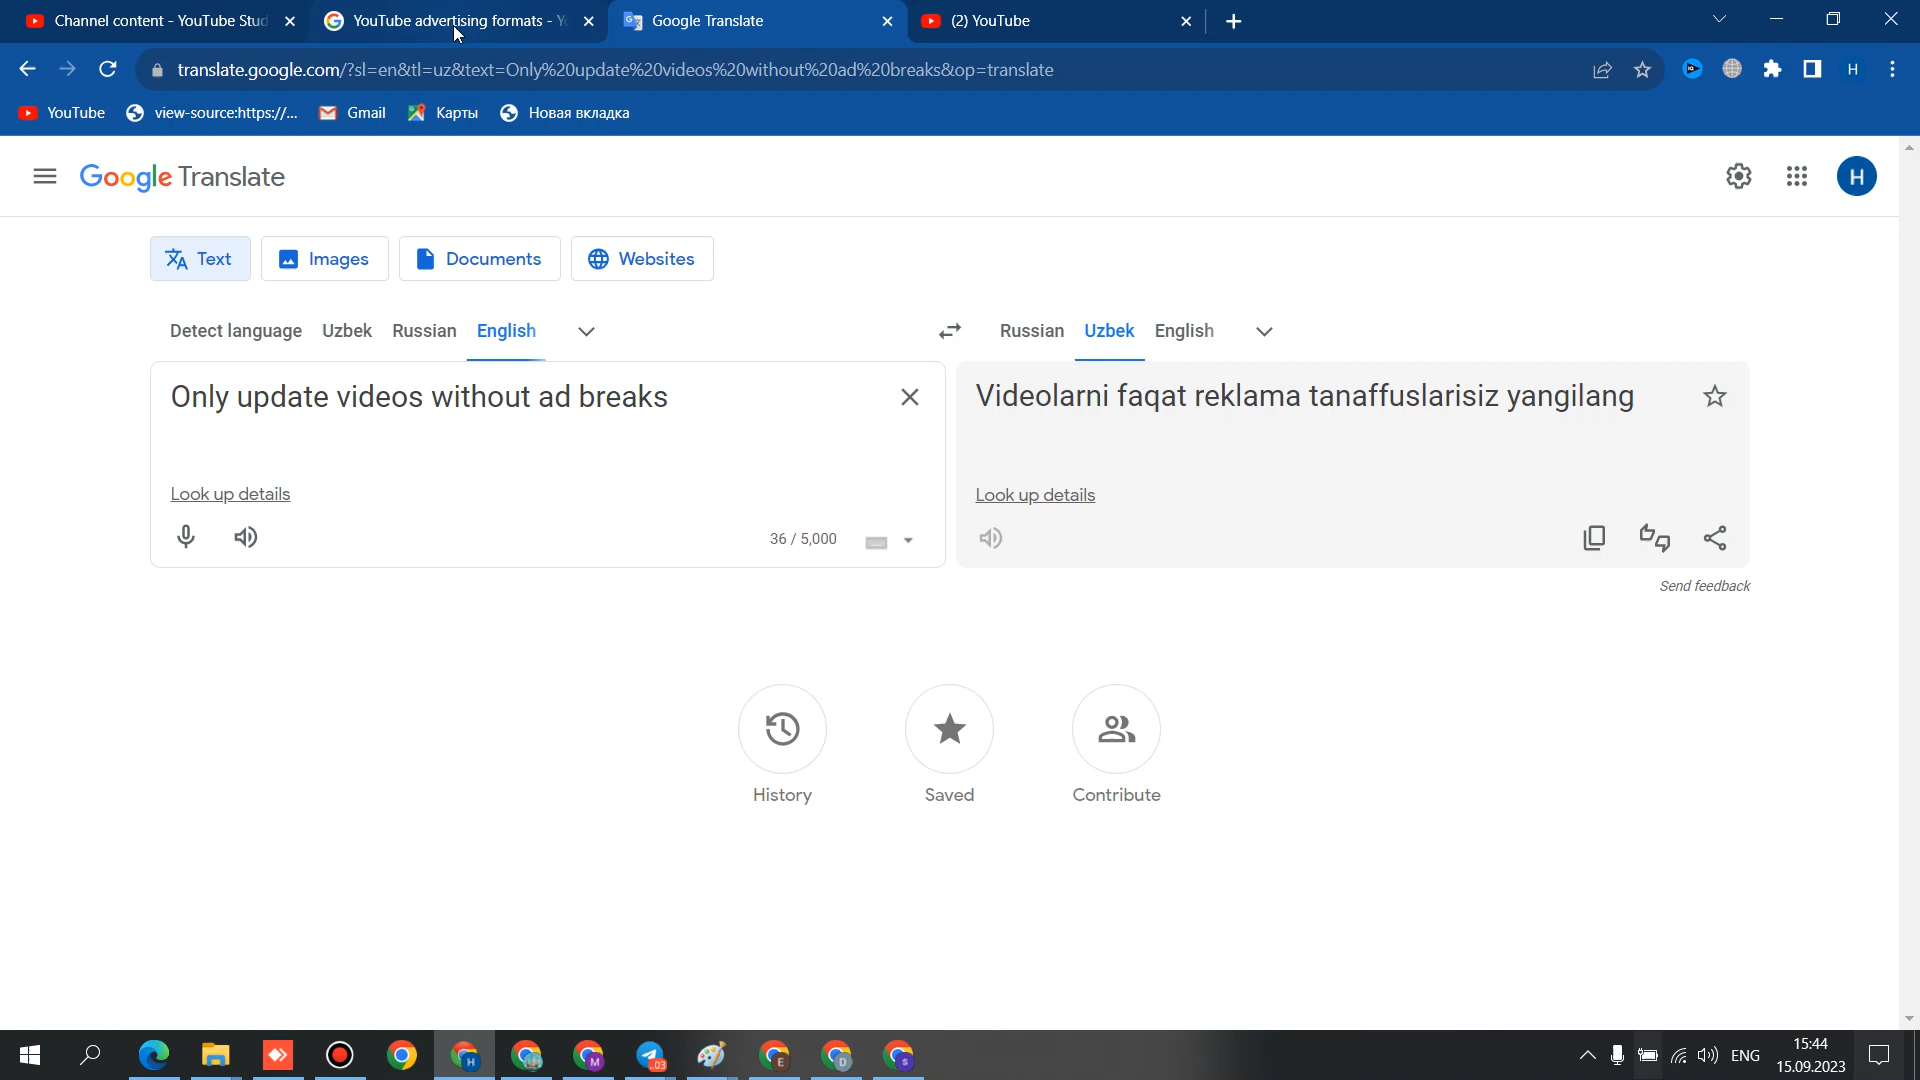 Channel content - YouTube Stud
YouTube advertising formats - Yo
Google Translate
(2) YouTube
translate.google.com/?sl=en&tl=uz&text=Only%20update%20videos%20without%20ad%20breaks&op=translate
H
YouTube
view-source:https://...
Gmail
Карты
Новая вкладка
Google Translate
H
Text
Images
Documents
Websites
Detect language
Uzbek
Russian
English
Russian
Uzbek
English
Only update videos without ad breaks
Videolarni faqat reklama tanaffuslarisiz yangilang
Look up details
Look up details
36 / 5,000
Send feedback
History
Saved
Contribute
ENG
15:44
15.09.2023